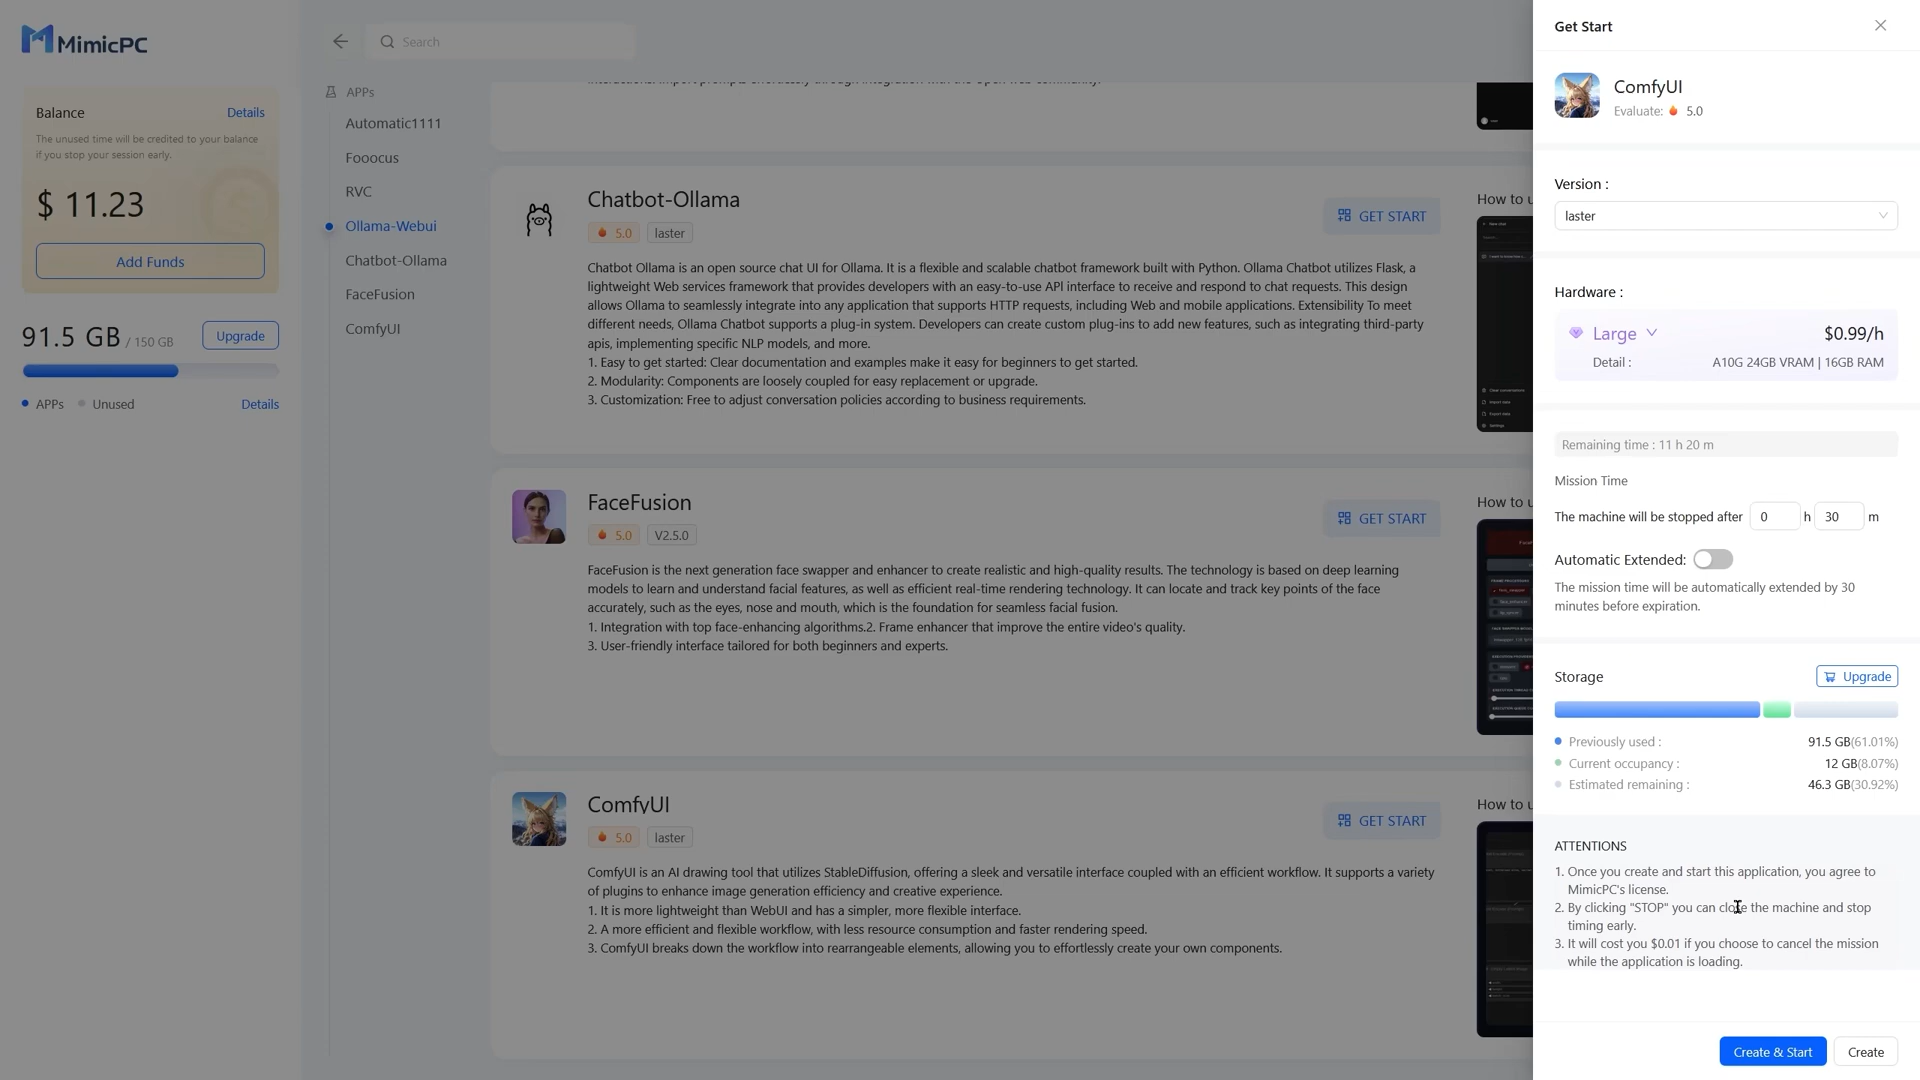 MimicPC
Balance
Details
The unused time will be credited to your balance
if you stop your session early.
$ 11.23
Add Funds
91.5 GB / 150 GB
Upgrade
APPs
Unused
Details
Search
APPs
Automatic1111
Fooocus
RVC
Ollama-Webui
Chatbot-Ollama
FaceFusion
ComfyUI
Chatbot-Ollama
5.0
laster
GET START
How to u
Chatbot Ollama is an open source chat UI for Ollama. It is a flexible and scalable chatbot framework built with Python. Ollama Chatbot utilizes Flask, a
lightweight Web services framework that provides developers with an easy-to-use API interface to receive and respond to chat requests. This design
allows Ollama to seamlessly integrate into any application that supports HTTP requests, including Web and mobile applications. Extensibility To meet
different needs, Ollama Chatbot supports a plug-in system. Developers can create custom plug-ins to add new features, such as integrating third-party
apis, implementing specific NLP models, and more.
1. Easy to get started: Clear documentation and examples make it easy for beginners to get started.
2. Modularity: Components are loosely coupled for easy replacement or upgrade.
3. Customization: Free to adjust conversation policies according to business requirements.
FaceFusion
5.0
V2.5.0
GET START
How to u
FaceFusion is the next generation face swapper and enhancer to create realistic and high-quality results. The technology is based on deep learning
models to learn and understand facial features, as well as efficient real-time rendering technology. It can locate and track key points of the face
accurately, such as the eyes, nose and mouth, which is the foundation for seamless facial fusion.
1. Integration with top face-enhancing algorithms.2. Frame enhancer that improve the entire video's quality.
3. User-friendly interface tailored for both beginners and experts.
ComfyUI
5.0
laster
GET START
How to u
ComfyUI is an AI drawing tool that utilizes StableDiffusion, offering a sleek and versatile interface coupled with an efficient workflow. It supports a variety
of plugins to enhance image generation efficiency and creative experience.
1. It is more lightweight than WebUI and has a simpler, more flexible interface.
2. A more efficient and flexible workflow, with less resource consumption and faster rendering speed.
3. ComfyUI breaks down the workflow into rearrangeable elements, allowing you to effortlessly create your own components.
Get Start
ComfyUI
Evaluate: 5.0
Version :
laster
Hardware :
Large
$0.99/h
Detail :
A10G 24GB VRAM | 16GB RAM
Remaining time : 11 h 20 m
Mission Time
The machine will be stopped after 0 h 30 m
Automatic Extended:
The mission time will be automatically extended by 30
minutes before expiration.
Storage
Upgrade
Previously used : 91.5 GB(61.01%)
Current occupancy : 12 GB(8.07%)
Estimated remaining : 46.3 GB(30.92%)
ATTENTIONS
1. Once you create and start this application, you agree to
MimicPC's license.
2. By clicking "STOP" you can close the machine and stop
timing early.
3. It will cost you $0.01 if you choose to cancel the mission
while the application is loading.
Create & Start
Create